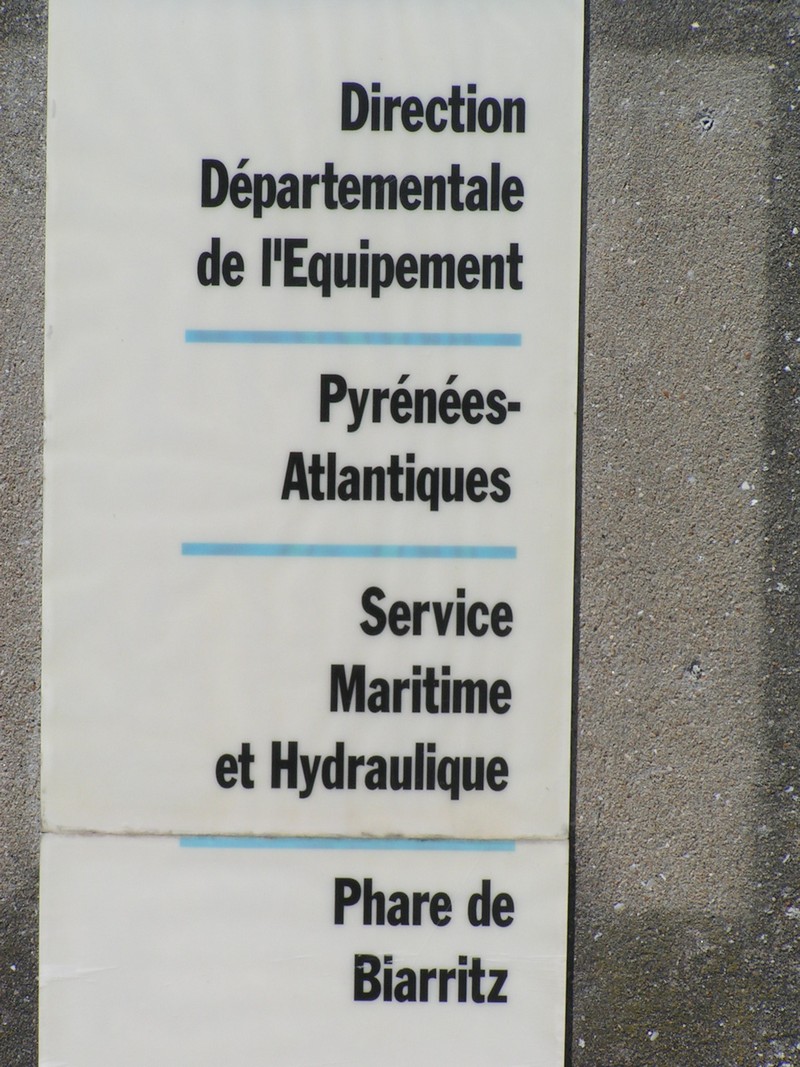 Direction
Départementale
de l'Equipement
Pyrénées-
Atlantiques
Service
Maritime
et Hydraulique
Phare de
Biarritz